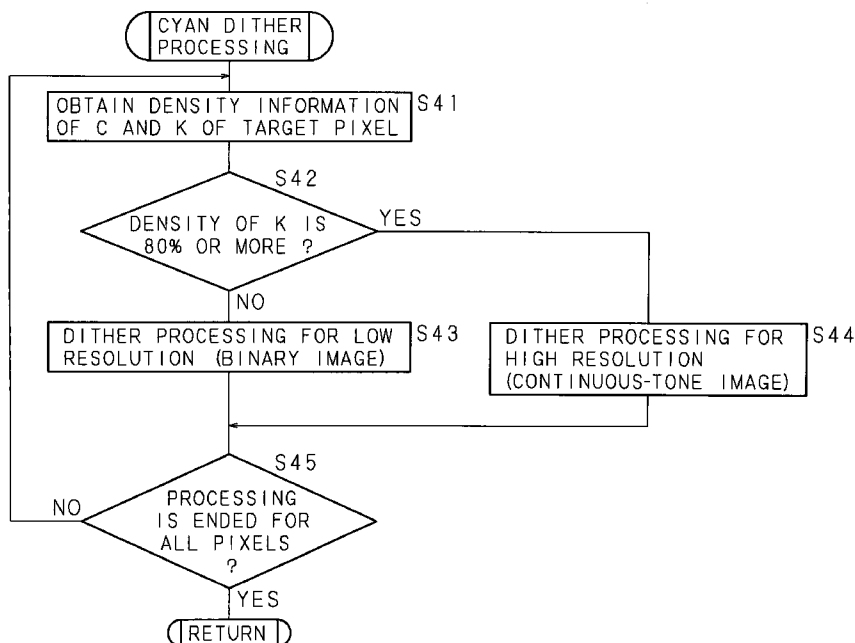 CYAN DITHER
PROCESSING
OBTAIN DENSITY INFORMATION
OF C AND K OF TARGET PIXEL
S41
S42
DENSITY OF K IS
80% OR MORE ?
YES
NO
DITHER PROCESSING FOR LOW
RESOLUTION (BINARY IMAGE)
S43
DITHER PROCESSING FOR
HIGH RESOLUTION
(CONTINUOUS-TONE IMAGE)
S44
S45
PROCESSING
IS ENDED FOR
ALL PIXELS
?
NO
YES
RETURN